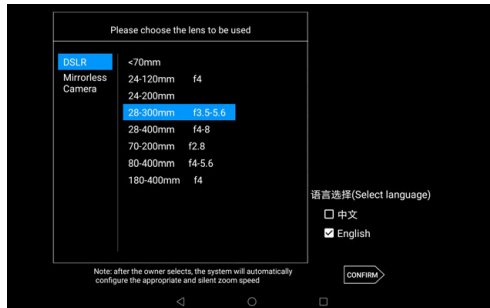 Please choose the lens to be used
DSLR
Mirrorless
Camera
<70mm
24-120mm f4
24-200mm
28-300mm f3.5-5.6
28-400mm f4-8
70-200mm f2.8
80-400mm f4-5.6
180-400mm f4
语言选择(Select language)
中文
English
Note: after the owner selects, the system will automatically
configure the appropriate and silent zoom speed
CONFIRM